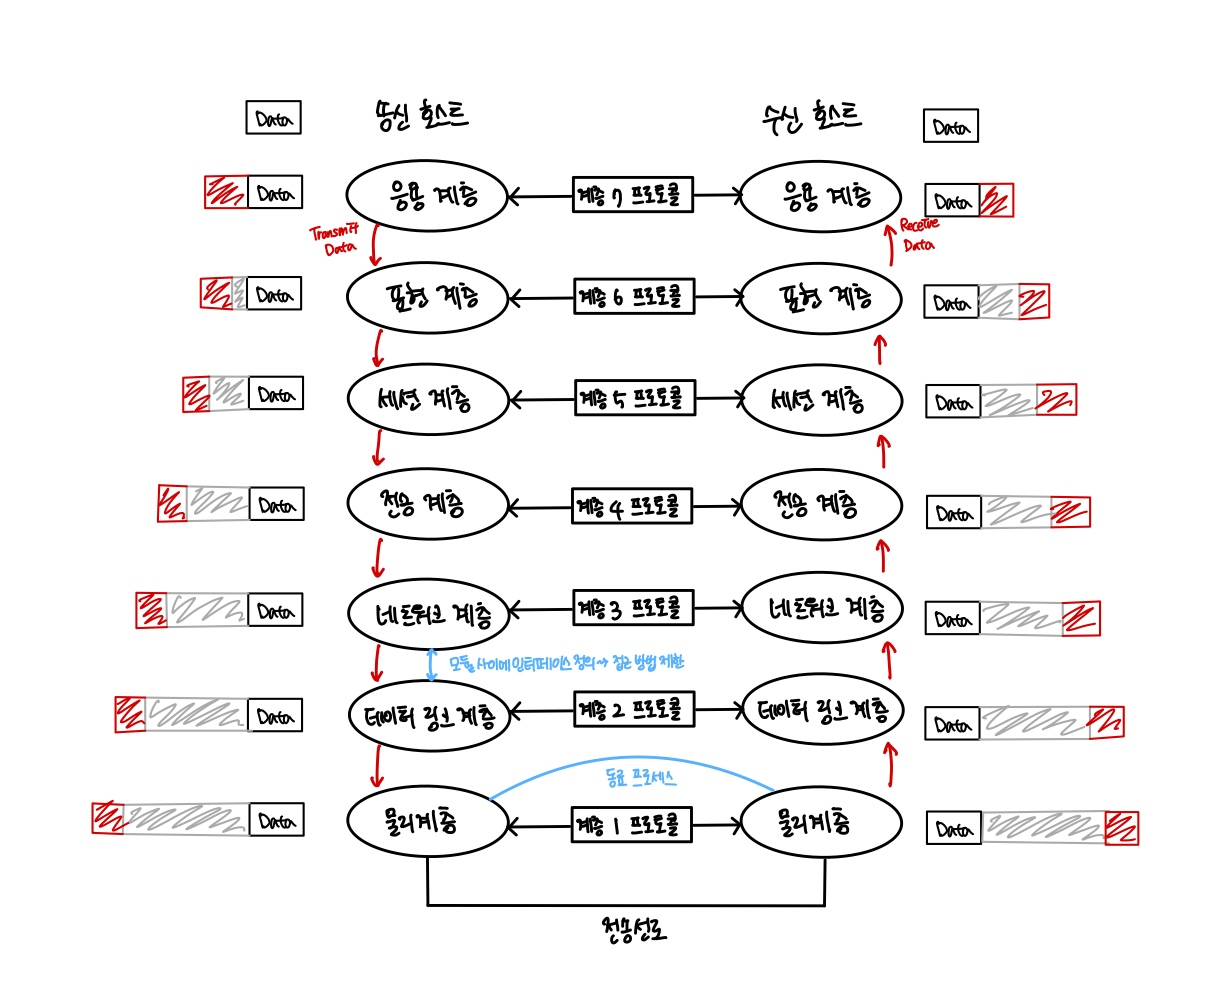 Data 송신 호스트 수신 호스트 Data
Data 응용 계층 계층 7 프로토콜 응용 계층 Data
Transmit
Data
Receive
Data
Data 표현 계층 계층 6 프로토콜 표현 계층 Data
Data 세션 계층 계층 5 프로토콜 세션 계층 Data
Data 전송 계층 계층 4 프로토콜 전송 계층 Data
Data 네트워크 계층 계층 3 프로토콜 네트워크 계층 Data
모듈 사이에 인터페이스 정의 → 접근 방법 제한
Data 데이터 링크 계층 계층 2 프로토콜 데이터 링크 계층 Data
동료 프로세스
Data 물리계층 계층 1 프로토콜 물리계층 Data
전송선로